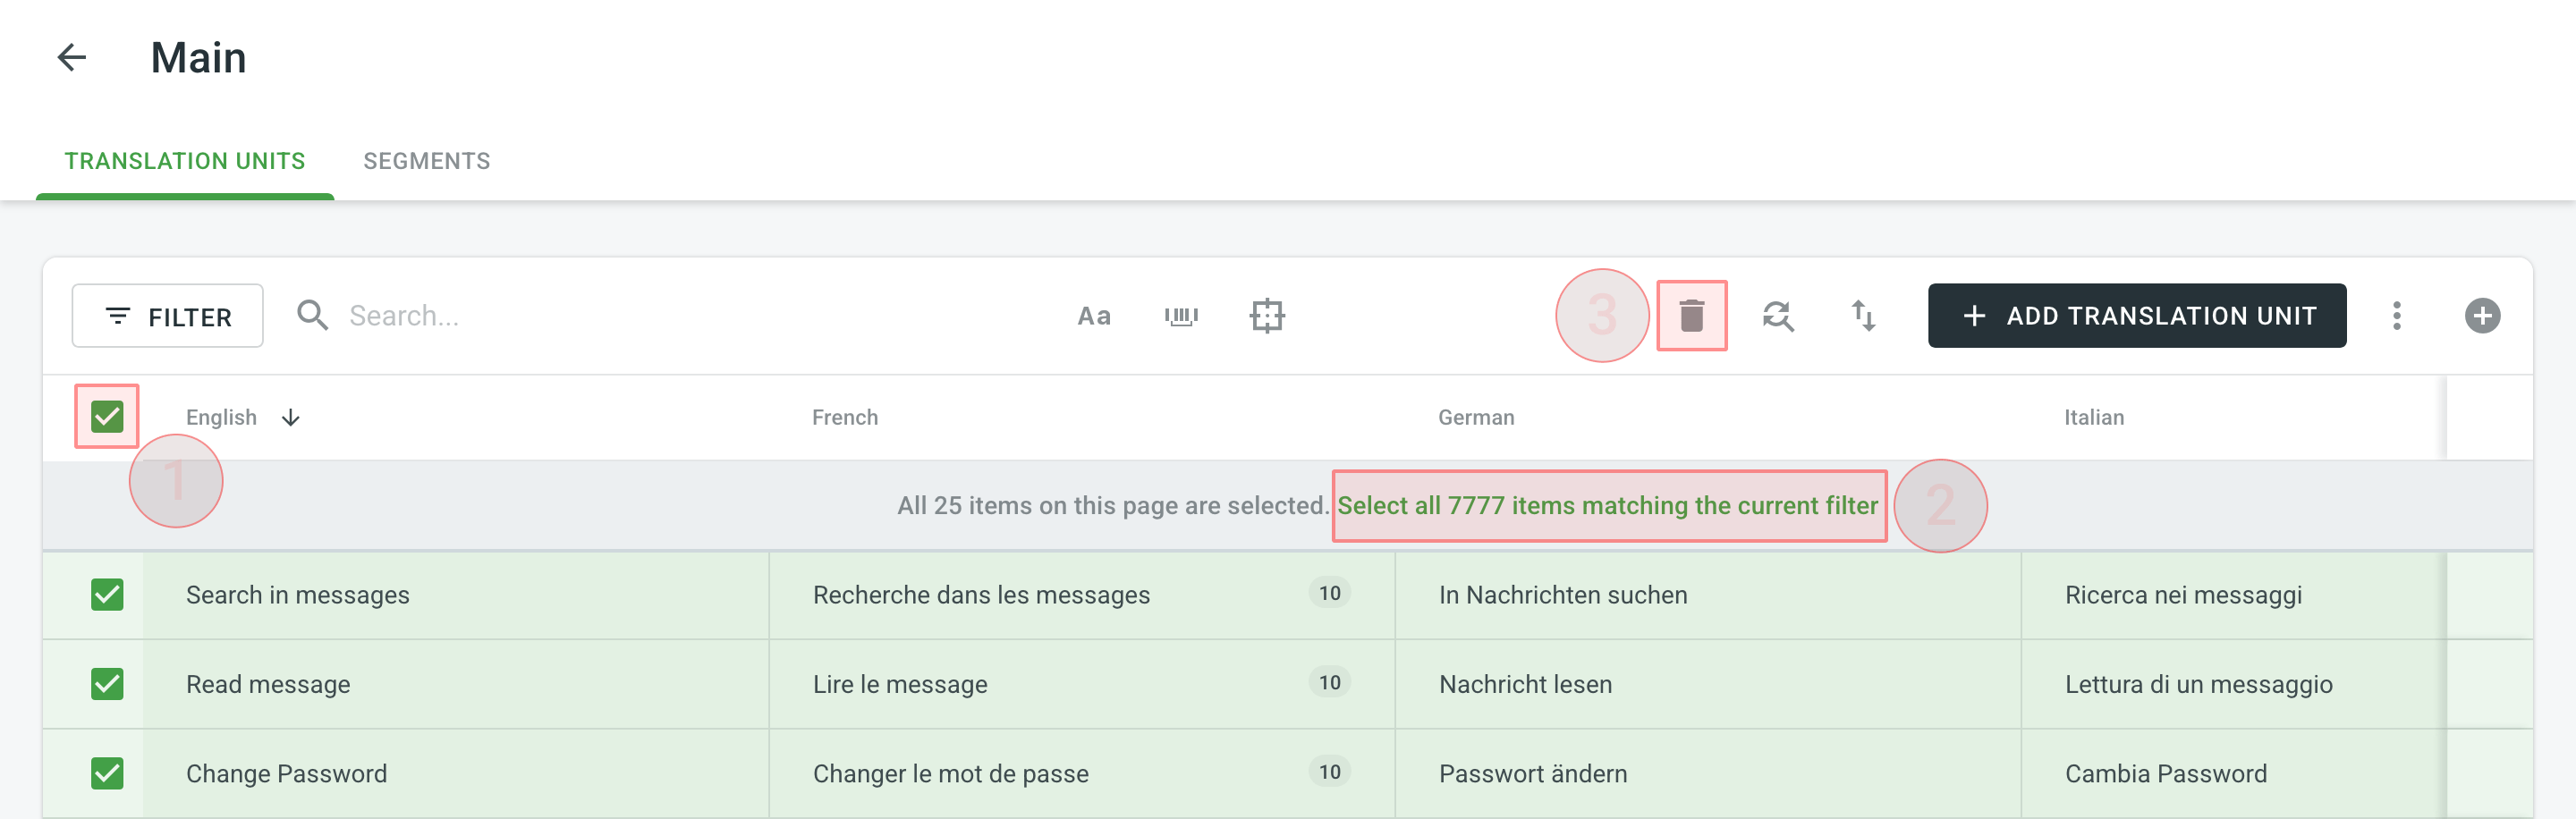 Main
TRANSLATION UNITS SEGMENTS
FILTER Search... Aa 3 ADD TRANSLATION UNIT
English French German Italian
1
All 25 items on this page are selected. Select all 7777 items matching the current filter 2
Search in messages Recherche dans les messages 10 In Nachrichten suchen Ricerca nei messaggi
Read message Lire le message 10 Nachricht lesen Lettura di un messaggio
Change Password Changer le mot de passe 10 Passwort ändern Cambia Password